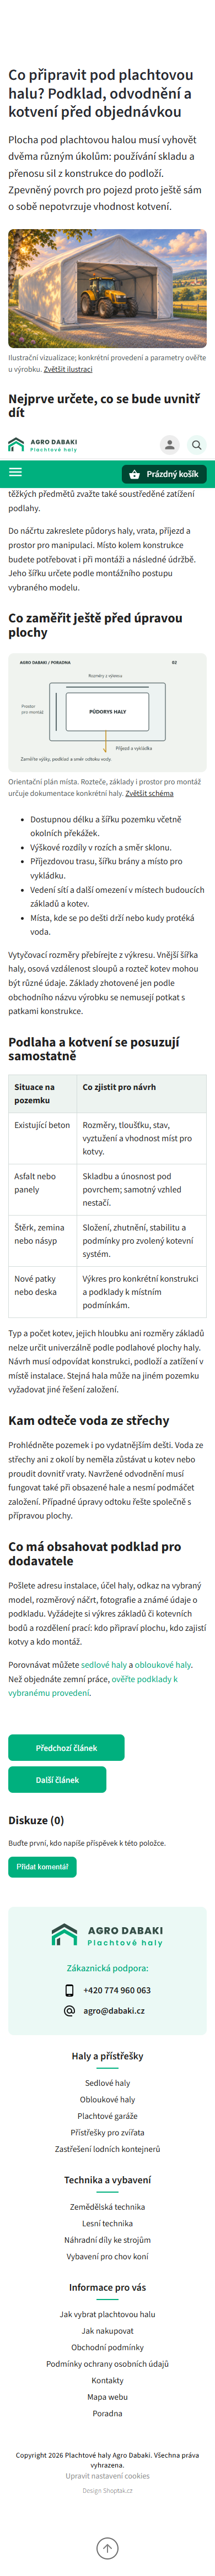 Co připravit pod plachtovou
halu? Podklad, odvodnění a
kotvení před objednávkou
Plocha pod plachtovou halou musí vyhovět
dvěma různým úkolům: používání skladu a
přenosu sil z konstrukce do podloží.
Zpevněný povrch pro pojezd proto ještě sám
o sobě nepotvrzuje vhodnost kotvení.
Ilustrační vizualizace; konkrétní provedení a parametry ověřte
u výrobku. Zvětšit ilustraci
Nejprve určete, co se bude uvnitř
dít
AGRO DABAKI
Plachtové haly
Prázdný košík
těžkých předmětů zvažte také soustředěné zatížení
podlahy.
Do náčrtu zakreslete půdorys haly, vrata, příjezd a
prostor pro manipulaci. Místo kolem konstrukce
budete potřebovat i při montáži a následné údržbě.
Jeho šířku určete podle montážního postupu
vybraného modelu.
Co zaměřit ještě před úpravou
plochy
AGRO DABAKI / PORADNA
02
Rozměry z výkresu
Prostor
pro montáž
PŮDORYS HALY
Příjezd a vykládka
Zaměřte výšky, podklad a směr odtoku vody.
Orientační plán místa. Rozteče, základy i prostor pro montáž
určuje dokumentace konkrétní haly. Zvětšit schéma
• Dostupnou délku a šířku pozemku včetně
okolních překážek.
• Výškové rozdíly v rozích a směr sklonu.
• Příjezdovou trasu, šířku brány a místo pro
vykládku.
• Vedení sítí a další omezení v místech budoucích
základů a kotev.
• Místa, kde se po dešti drží nebo kudy protéká
voda.
Vytyčovací rozměry přebírejte z výkresu. Vnější šířka
haly, osová vzdálenost sloupů a rozteč kotev mohou
být různé údaje. Základy zhotovené jen podle
obchodního názvu výrobku se nemusejí potkat s
patkami konstrukce.
Podlaha a kotvení se posuzují
samostatně
Situace na
pozemku
Co zjistit pro návrh
Existující beton
Rozměry, tloušťku, stav,
vyztužení a vhodnost míst pro
kotvy.
Asfalt nebo
panely
Skladbu a únosnost pod
povrchem; samotný vzhled
nestačí.
Štěrk, zemina
nebo násyp
Složení, zhutnění, stabilitu a
podmínky pro zvolený kotevní
systém.
Nové patky
nebo deska
Výkres pro konkrétní konstrukci
a podklady k místním
podmínkám.
Typ a počet kotev, jejich hloubku ani rozměry základů
nelze určit univerzálně podle podlahové plochy haly.
Návrh musí odpovídat konstrukci, podloží a zatížení v
místě instalace. Stejná hala může na jiném pozemku
vyžadovat jiné řešení založení.
Kam odteče voda ze střechy
Prohlédněte pozemek i po vydatnějším dešti. Voda ze
střechy ani z okolí by neměla zůstávat u kotev nebo
proudit dovnitř vraty. Navržené odvodnění musí
fungovat také při obsazené hale a nesmí podmáčet
založení. Případné úpravy odtoku řešte společně s
přípravou plochy.
Co má obsahovat podklad pro
dodavatele
Pošlete adresu instalace, účel haly, odkaz na vybraný
model, rozměrový náčrt, fotografie a známé údaje o
podkladu. Vyžádejte si výkres základů či kotevních
bodů a rozdělení prací: kdo připraví plochu, kdo zajistí
kotvy a kdo montáž.
Porovnávat můžete sedlové haly a obloukové haly.
Než objednáte zemní práce, ověřte podklady k
vybranému provedení.
Předchozí článek
Další článek
Diskuze (0)
Buďte první, kdo napíše příspěvek k této položce.
Přidat komentář
AGRO DABAKI
Plachtové haly
Zákaznická podpora:
+420 774 960 063
agro@dabaki.cz
Haly a přístřešky
Sedlové haly
Obloukové haly
Plachtové garáže
Přístřešky pro zvířata
Zastřešení lodních kontejnerů
Technika a vybavení
Zemědělská technika
Lesní technika
Náhradní díly ke strojům
Vybavení pro chov koní
Informace pro vás
Jak vybrat plachtovou halu
Jak nakupovat
Obchodní podmínky
Podmínky ochrany osobních údajů
Kontakty
Mapa webu
Poradna
Copyright 2026 Plachtové haly Agro Dabaki. Všechna práva
vyhrazena.
Upravit nastavení cookies
Design Shoptak.cz